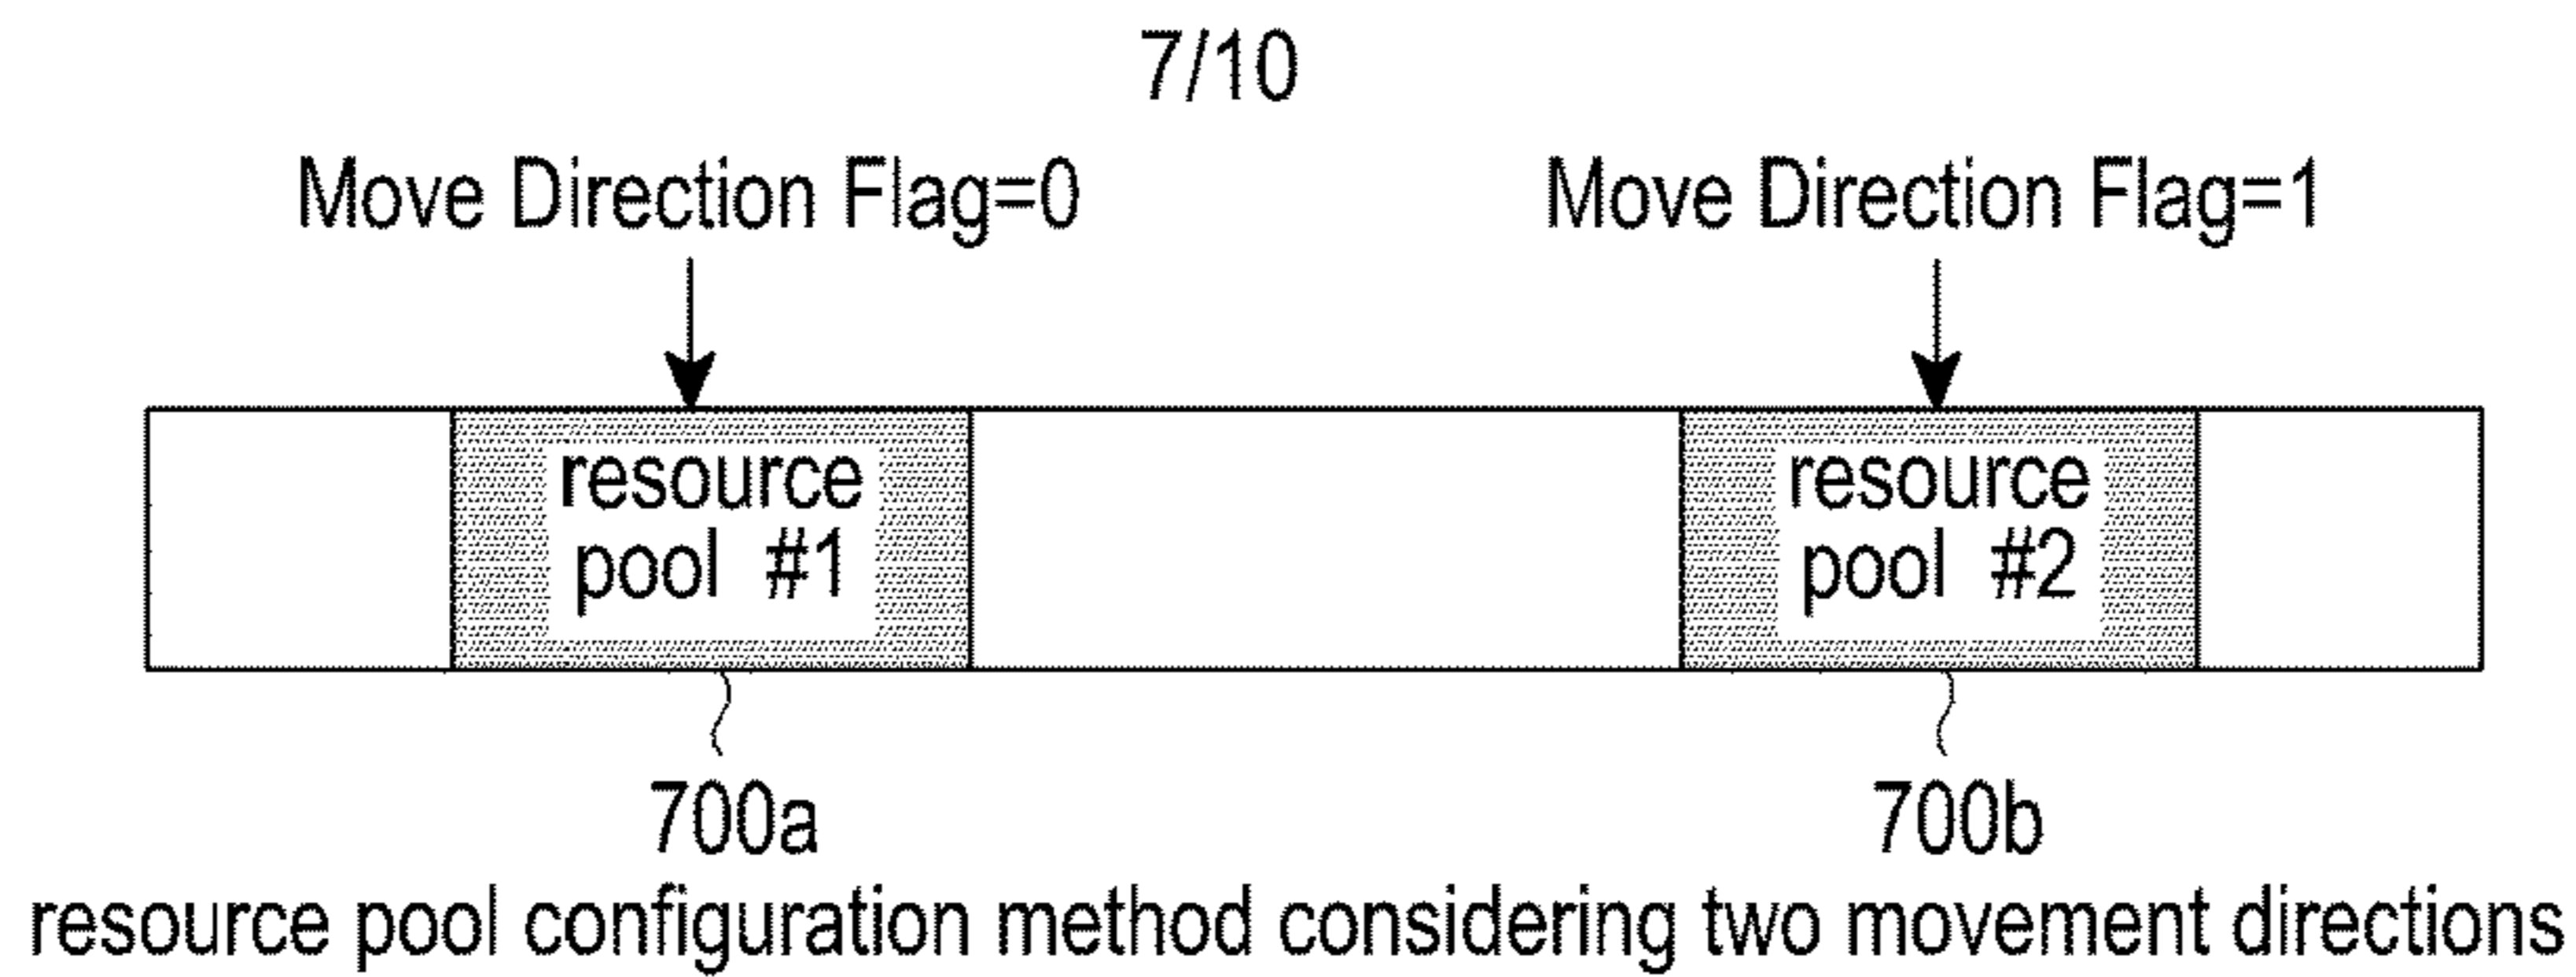 7/10
Move Direction Flag=0
Move Direction Flag=1
resource
pool #1
resource
pool #2
700a
700b
resource pool configuration method considering two movement directions